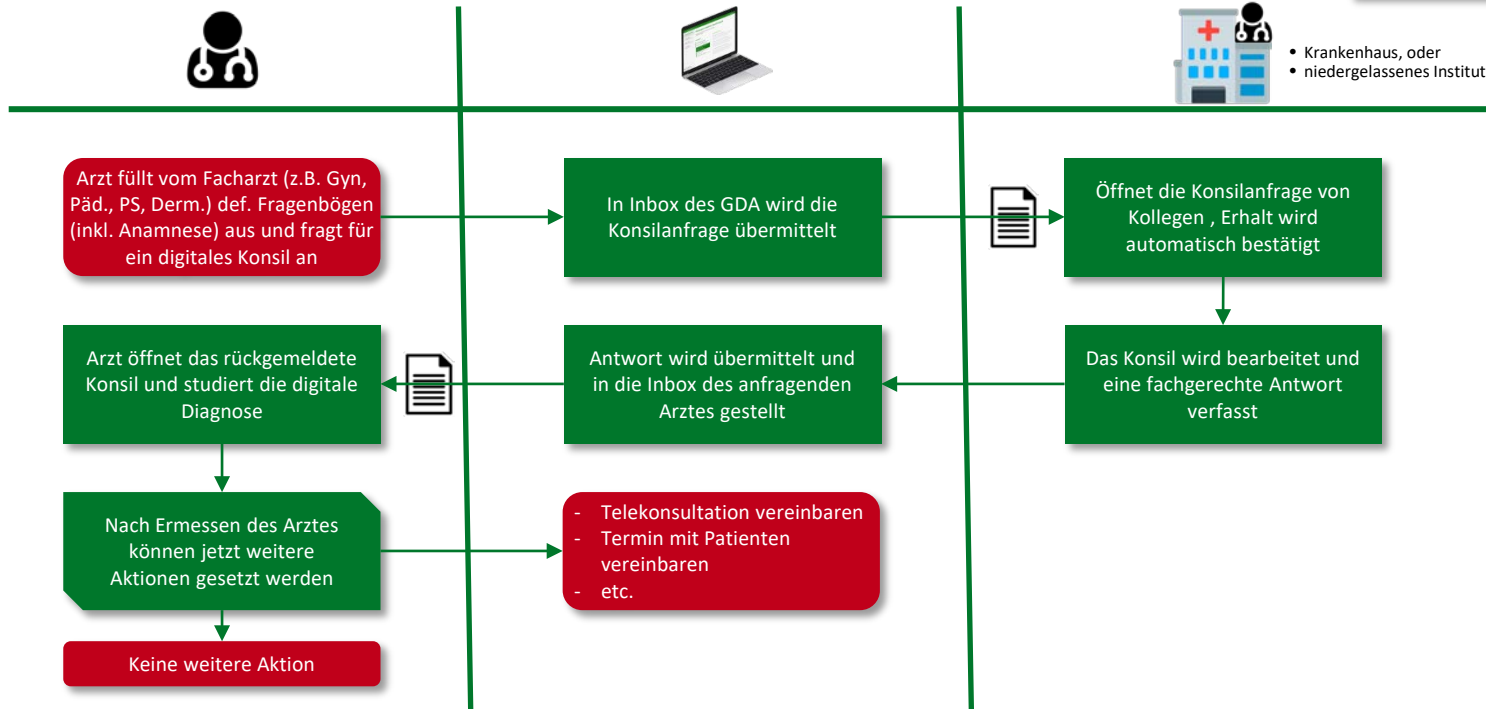 • Krankenhaus, oder
• niedergelassenes Institut
Arzt füllt vom Facharzt (z.B. Gyn,
Päd., PS, Derm.) def. Fragenbögen
(inkl. Anamnese) aus und fragt für
ein digitales Konsil an
In Inbox des GDA wird die
Konsilanfrage übermittelt
Öffnet die Konsilanfrage von
Kollegen , Erhalt wird
automatisch bestätigt
Arzt öffnet das rückgemeldete
Konsil und studiert die digitale
Diagnose
Antwort wird übermittelt und
in die Inbox des anfragenden
Arztes gestellt
Das Konsil wird bearbeitet und
eine fachgerechte Antwort
verfasst
Nach Ermessen des Arztes
können jetzt weitere
Aktionen gesetzt werden
- Telekonsultation vereinbaren
- Termin mit Patienten
vereinbaren
- etc.
Keine weitere Aktion